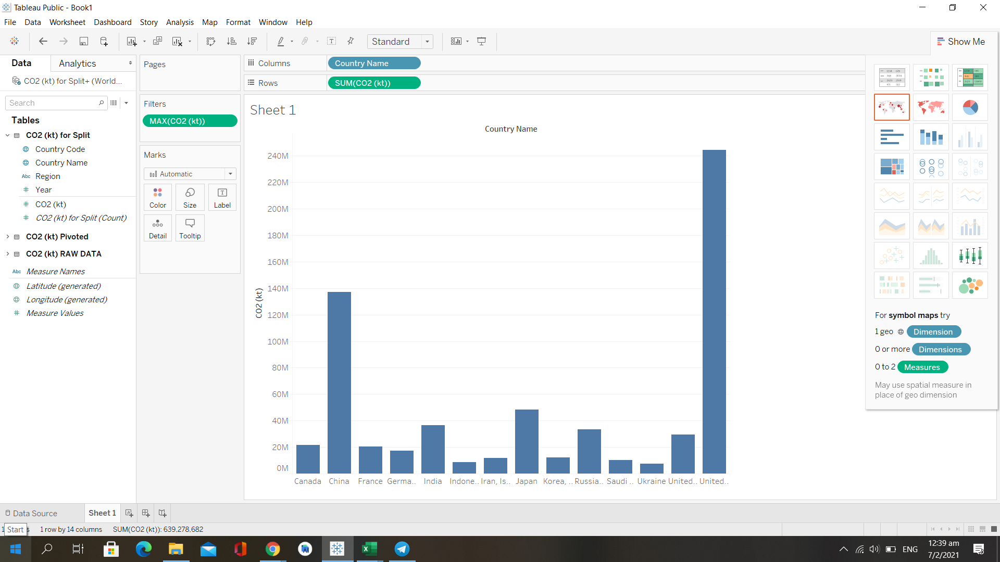 Tableau Public - Book1
File Data Worksheet Dashboard Story Analysis Map Format Window Help
Standard
Show Me
Data Analytics
CO2 (kt) for Split+ (World...
Search
Tables
CO2 (kt) for Split
Country Code
Country Name
Abc Region
Year
CO2 (kt)
CO2 (kt) for Split (Count)
CO2 (kt) Pivoted
CO2 (kt) RAW DATA
Abc Measure Names
Latitude (generated)
Longitude (generated)
Measure Values
Pages
Filters
MAX(CO2 (kt))
Marks
Automatic
Color Size Label
Detail Tooltip
Columns Country Name
Rows SUM(CO2 (kt))
Sheet 1
Country Name
240M
220M
200M
180M
160M
140M
120M
100M
80M
60M
40M
20M
0M
CO2 (kt)
Canada China France Germa.. India Indone.. Iran, Is.. Japan Korea, .. Russia.. Saudi .. Ukraine United.. United..
For symbol maps try
1 geo Dimension
0 or more Dimensions
0 to 2 Measures
May use spatial measure in
place of geo dimension
Data Source Sheet 1
Start
1 row by 14 columns SUM(CO2 (kt)): 639,278,682
ENG
12:39 am
7/2/2021